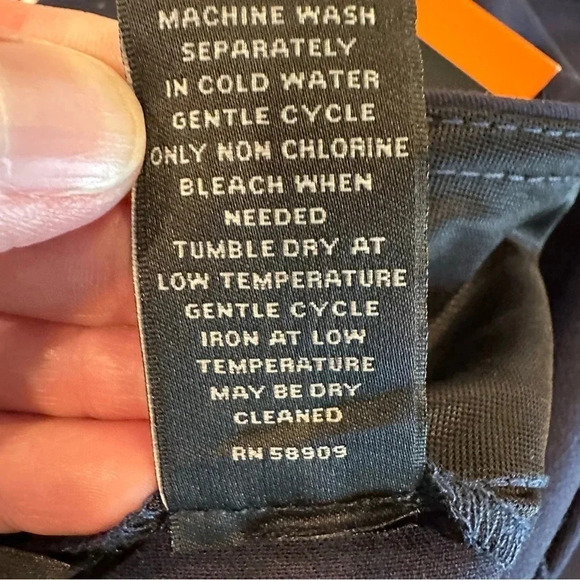 MACHINE WASH
SEPARATELY
IN COLD WATER
GENTLE CYCLE
ONLY NON CHLORINE
BLEACH WHEN
NEEDED
TUMBLE DRY AT
LOW TEMPERATURE
GENTLE CYCLE
IRON AT LOW
TEMPERATURE
MAY BE DRY
CLEANED
RN 58909